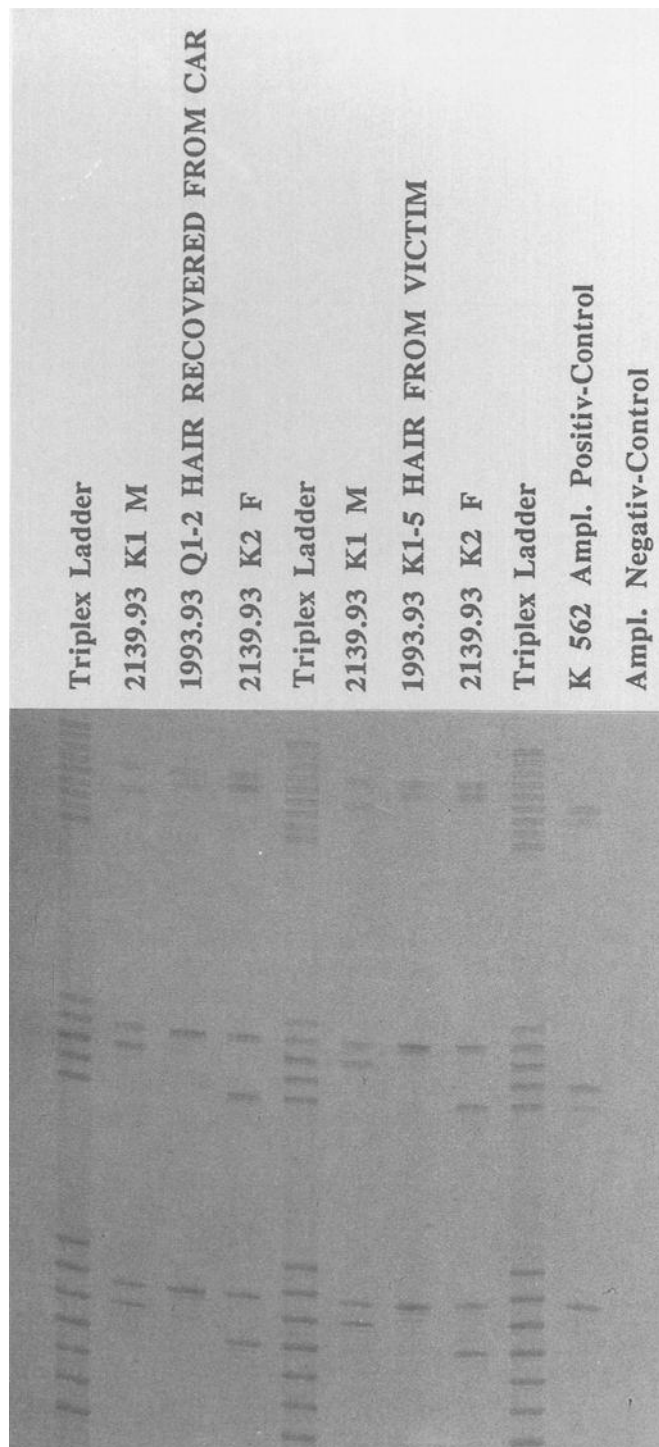 Triplex Ladder
2139.93 K1 M
1993.93 Q1-2 HAIR RECOVERED FROM CAR
2139.93 K2 F
Triplex Ladder
2139.93 K1 M
1993.93 K1-5 HAIR FROM VICTIM
2139.93 K2 F
Triplex Ladder
K 562 Ampl. Positiv-Control
Ampl. Negativ-Control